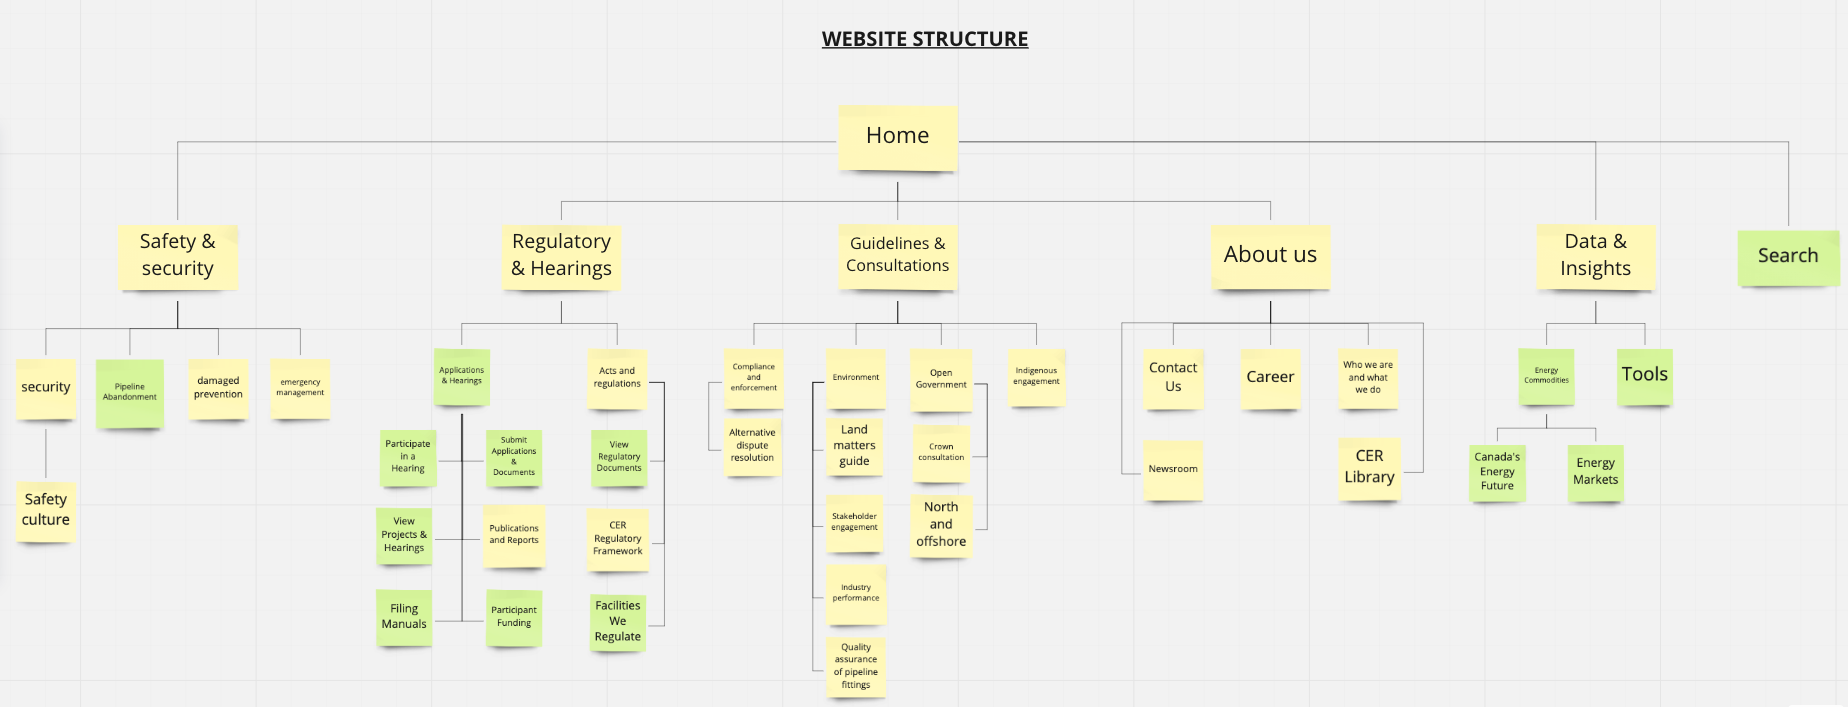 WEBSITE STRUCTURE
Home
Safety &
security
Regulatory
& Hearings
Guidelines &
Consultations
About us
Data &
Insights
Search
security
Pipeline
Abandonment
damaged
prevention
emergency
management
Safety
culture
Applications
& Hearings
Participate
in a
Hearing
Submit
Applications
&
Documents
View
Projects &
Hearings
Publications
and Reports
Filing
Manuals
Participant
Funding
Acts and
regulations
View
Regulatory
Documents
CER
Regulatory
Framework
Facilities
We
Regulate
Compliance
and
enforcement
Alternative
dispute
resolution
Environment
Land
matters
guide
Stakeholder
engagement
Industry
performance
Quality
assurance
of pipeline
fittings
Open
Government
Crown
consultation
North
and
offshore
Indigenous
engagement
Contact
Us
Career
Who we are
and what
we do
Newsroom
CER
Library
Energy
Commodities
Tools
Canada's
Energy
Future
Energy
Markets